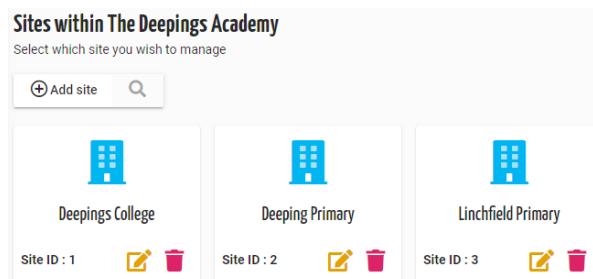 Sites within The Deepings Academy
Select which site you wish to manage
Add site
Deepings College
Deeping Primary
Linchfield Primary
Site ID : 1
Site ID : 2
Site ID : 3